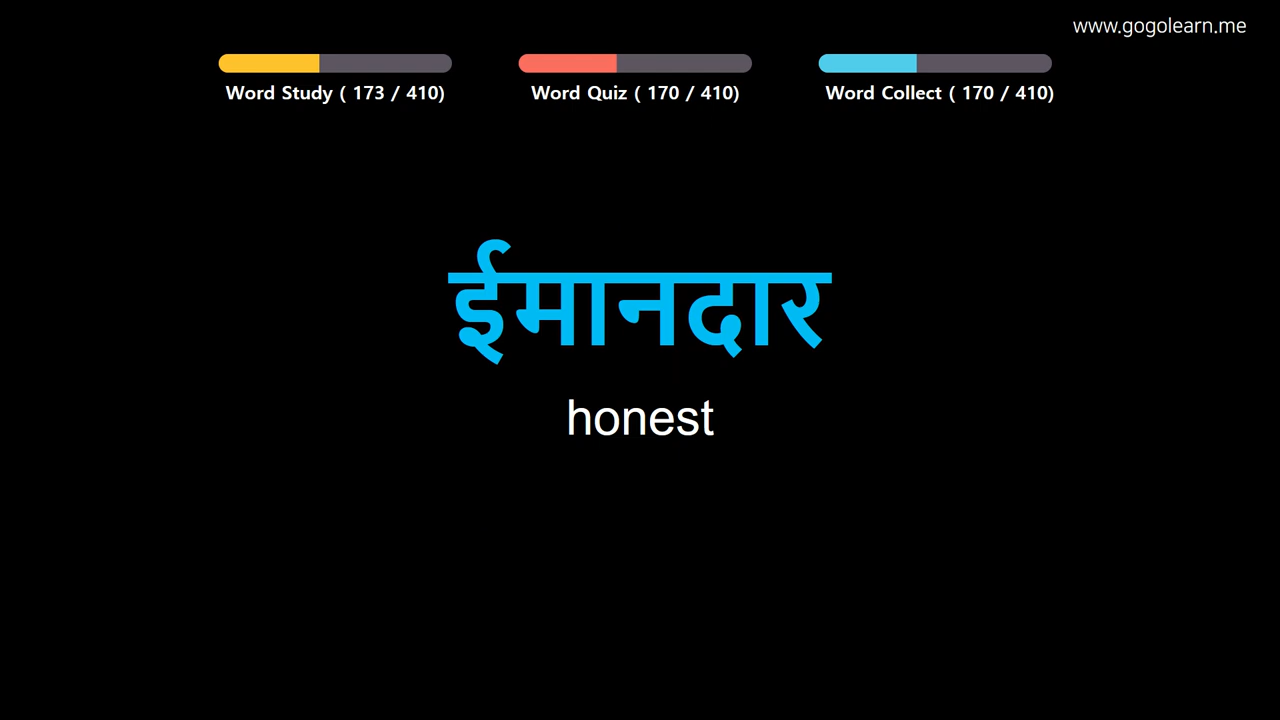 www.gogolearn.me
Word Study ( 173 / 410) Word Quiz ( 170 / 410) Word Collect ( 170 / 410)
ईमानदार
honest